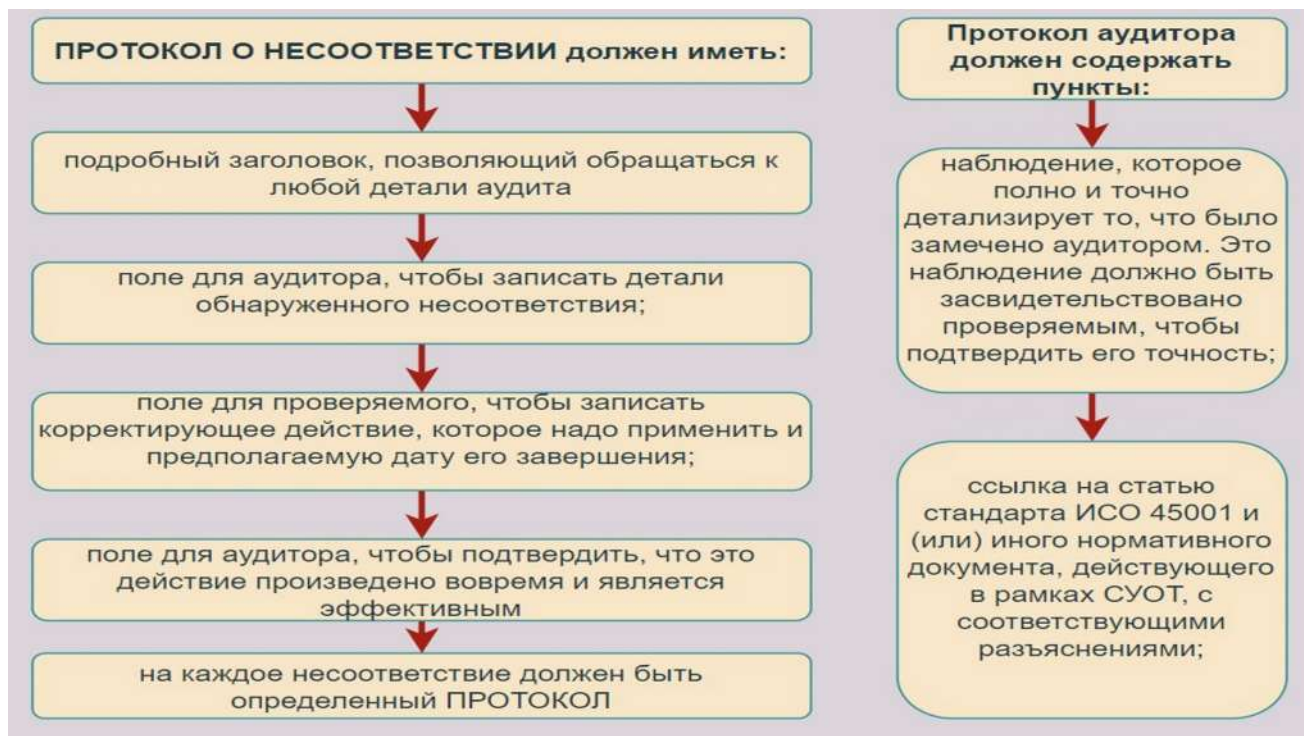 ПРОТОКОЛ О НЕСООТВЕТСТВИИ должен иметь:
подробный заголовок, позволяющий обращаться к
любой детали аудита
поле для аудитора, чтобы записать детали
обнаруженного несоответствия;
поле для проверяемого, чтобы записать
корректирующее действие, которое надо применить и
предполагаемую дату его завершения;
поле для аудитора, чтобы подтвердить, что это
действие произведено вовремя и является
эффективным
на каждое несоответствие должен быть
определенный ПРОТОКОЛ
Протокол аудитора
должен содержать
пункты:
наблюдение, которое
полно и точно
детализирует то, что было
замечено аудитором. Это
наблюдение должно быть
засвидетельствовано
проверяемым, чтобы
подтвердить его точность;
ссылка на статью
стандарта ИСО 45001 и
(или) иного нормативного
документа, действующего
в рамках СУОТ, с
соответствующими
разъяснениями;